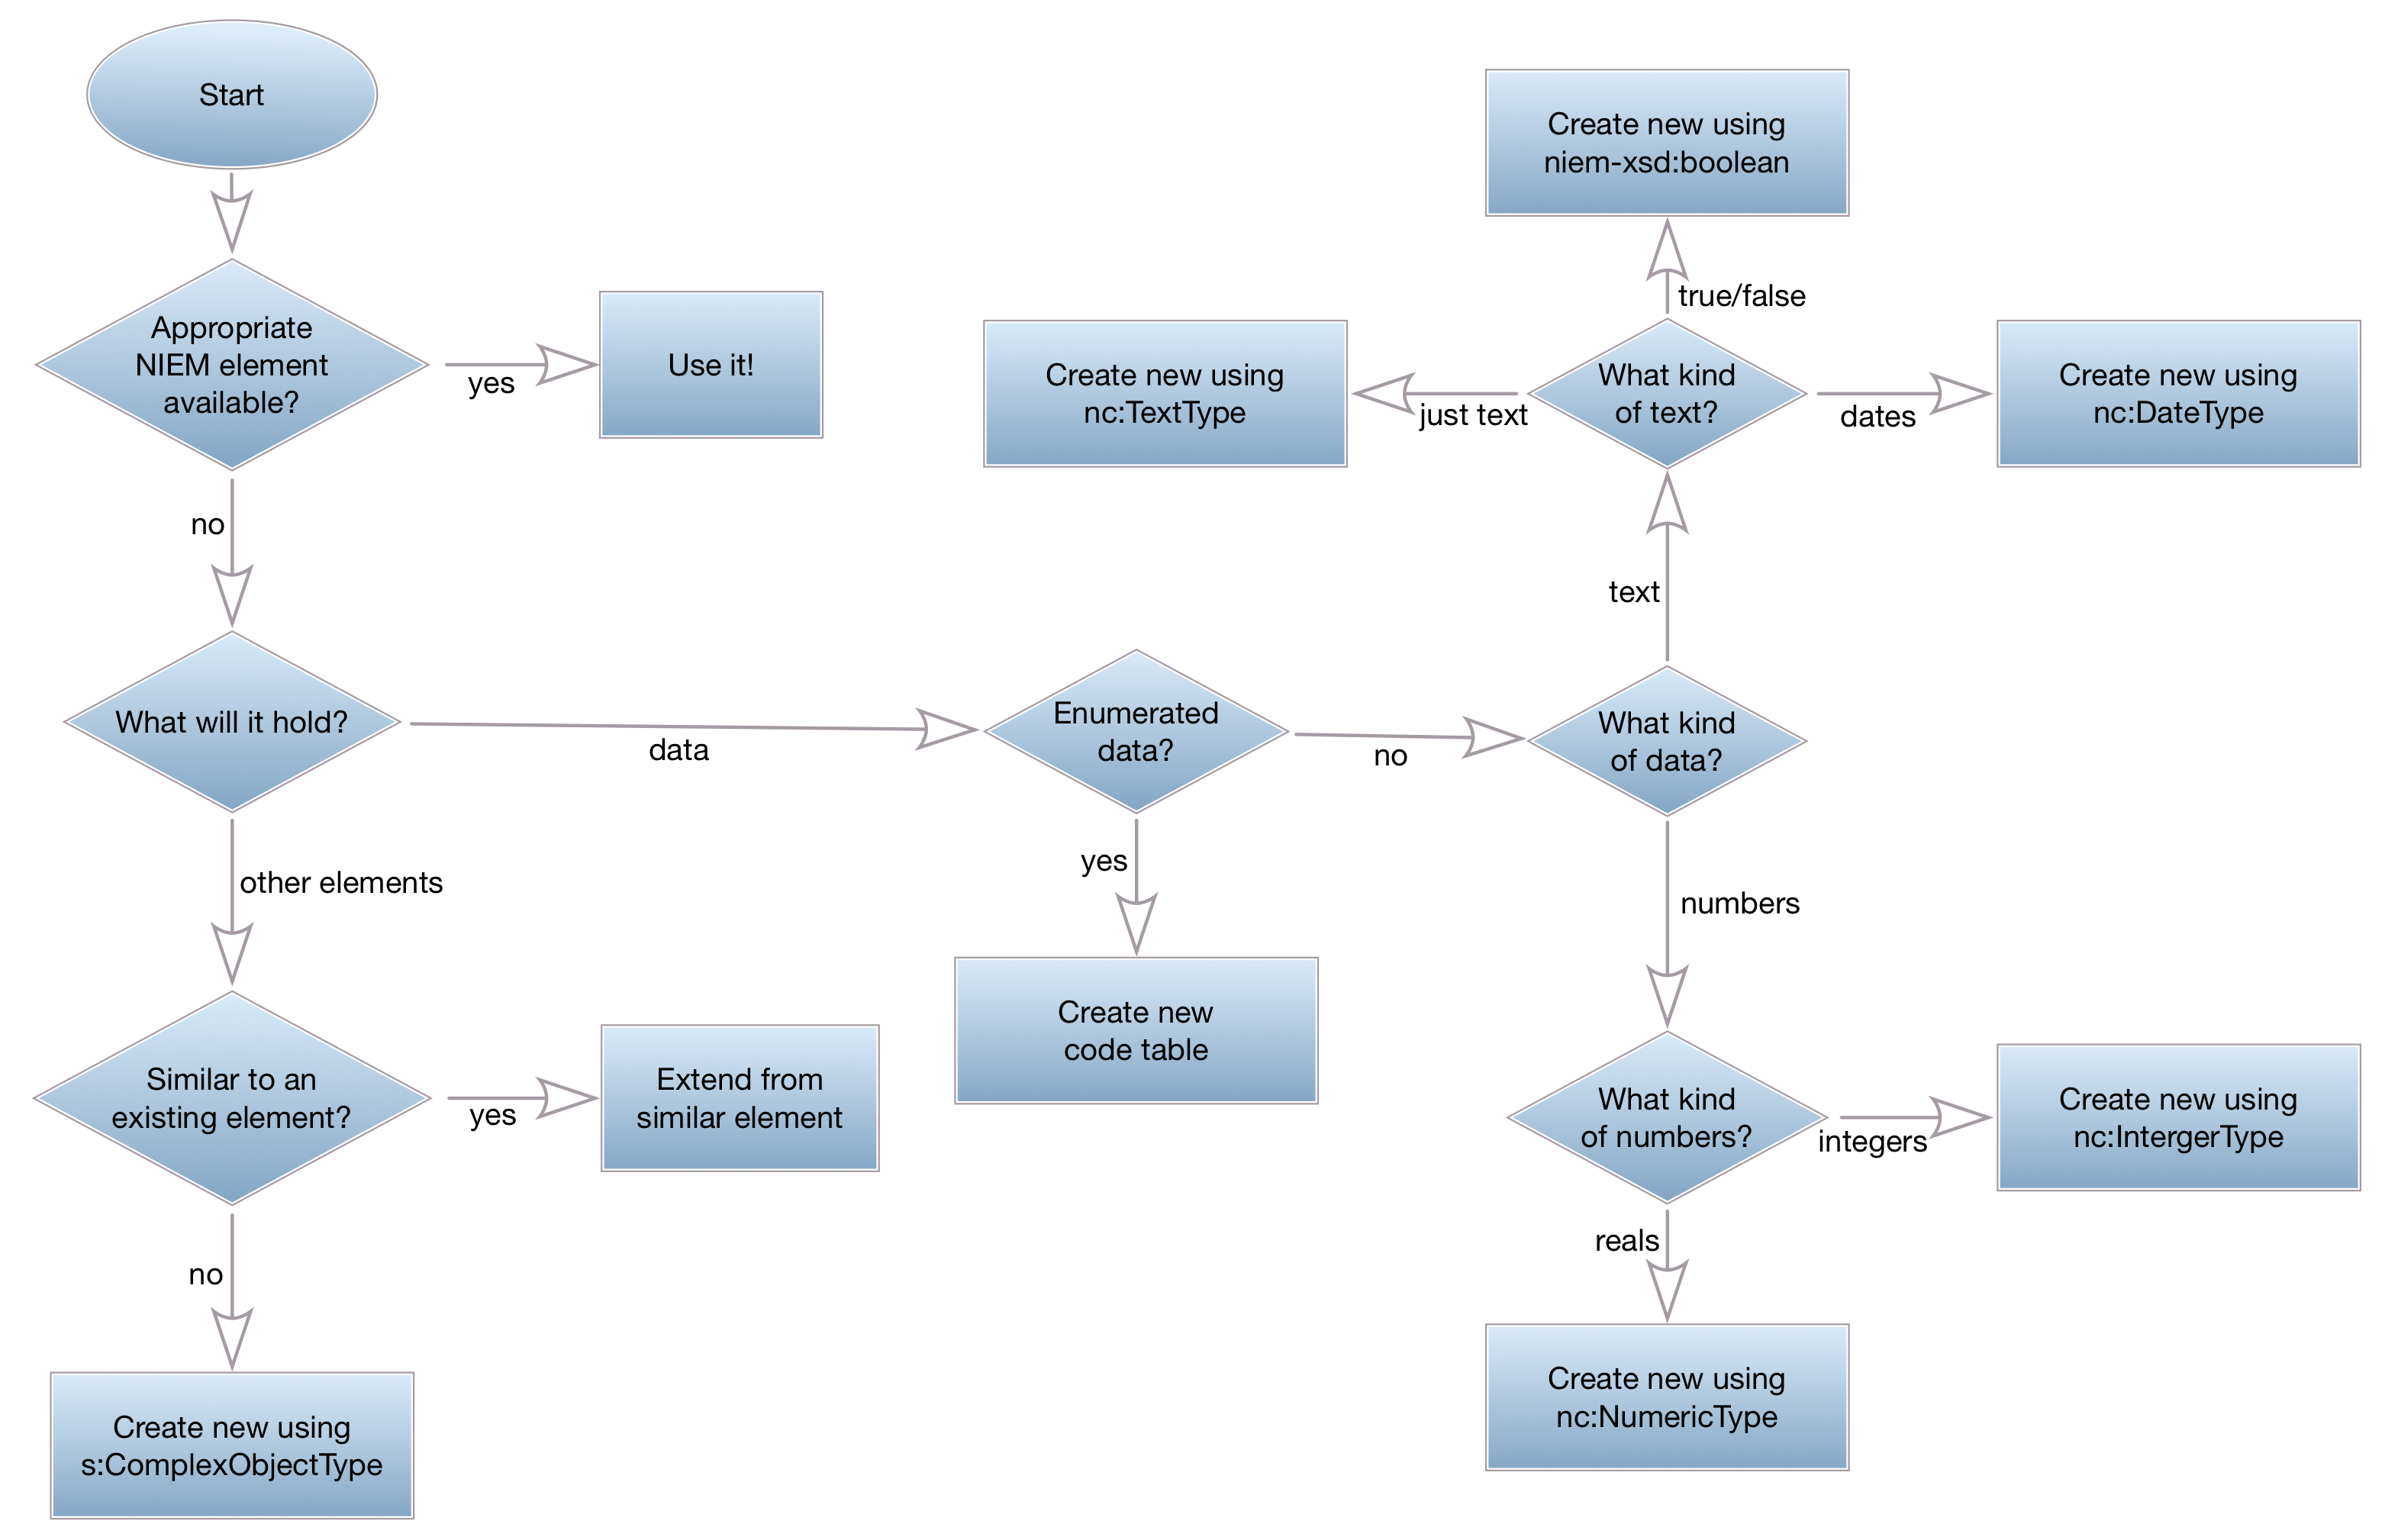 Start
Appropriate
NIEM element
available?
yes
Use it!
no
What will it hold?
data
other elements
Similar to an
existing element?
yes
Extend from
similar element
no
Create new using
s:ComplexObjectType
Enumerated
data?
yes
Create new
code table
no
What kind
of data?
text
What kind
of text?
true/false
Create new using
niem-xsd:boolean
just text
Create new using
nc:TextType
dates
Create new using
nc:DateType
numbers
What kind
of numbers?
integers
Create new using
nc:IntergerType
reals
Create new using
nc:NumericType